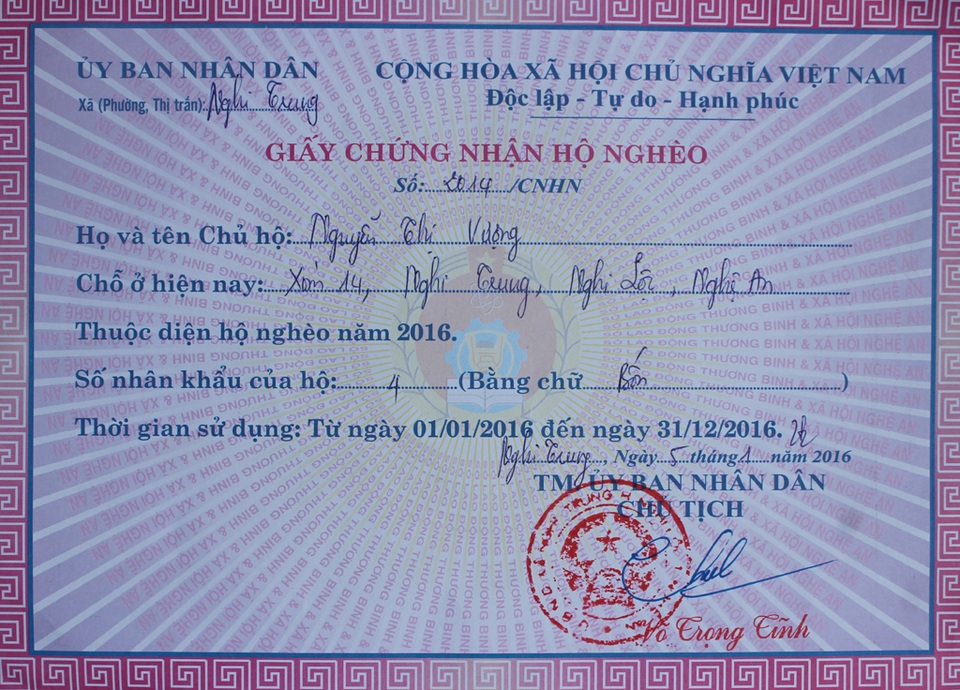 ỦY BAN NHÂN DÂN
Xã (Phường, Thị trấn): Nghi Trung
CỘNG HÒA XÃ HỘI CHỦ NGHĨA VIỆT NAM
Độc lập - Tự do - Hạnh phúc
GIẤY CHỨNG NHẬN HỘ NGHÈO
Số: 2014 /CNHN
Họ và tên Chủ hộ: Nguyễn Thị Vượng
Chỗ ở hiện nay: Xóm 14, Nghi Trung, Nghi Lộc, Nghệ An
Thuộc diện hộ nghèo năm 2016.
Số nhân khẩu của hộ: 4 (Bằng chữ Bốn)
Thời gian sử dụng: Từ ngày 01/01/2016 đến ngày 31/12/2016.
Nghi Trung, Ngày 5 tháng 1 năm 2016
TM. ỦY BAN NHÂN DÂN
CHỦ TỊCH
Võ Trọng Tĩnh